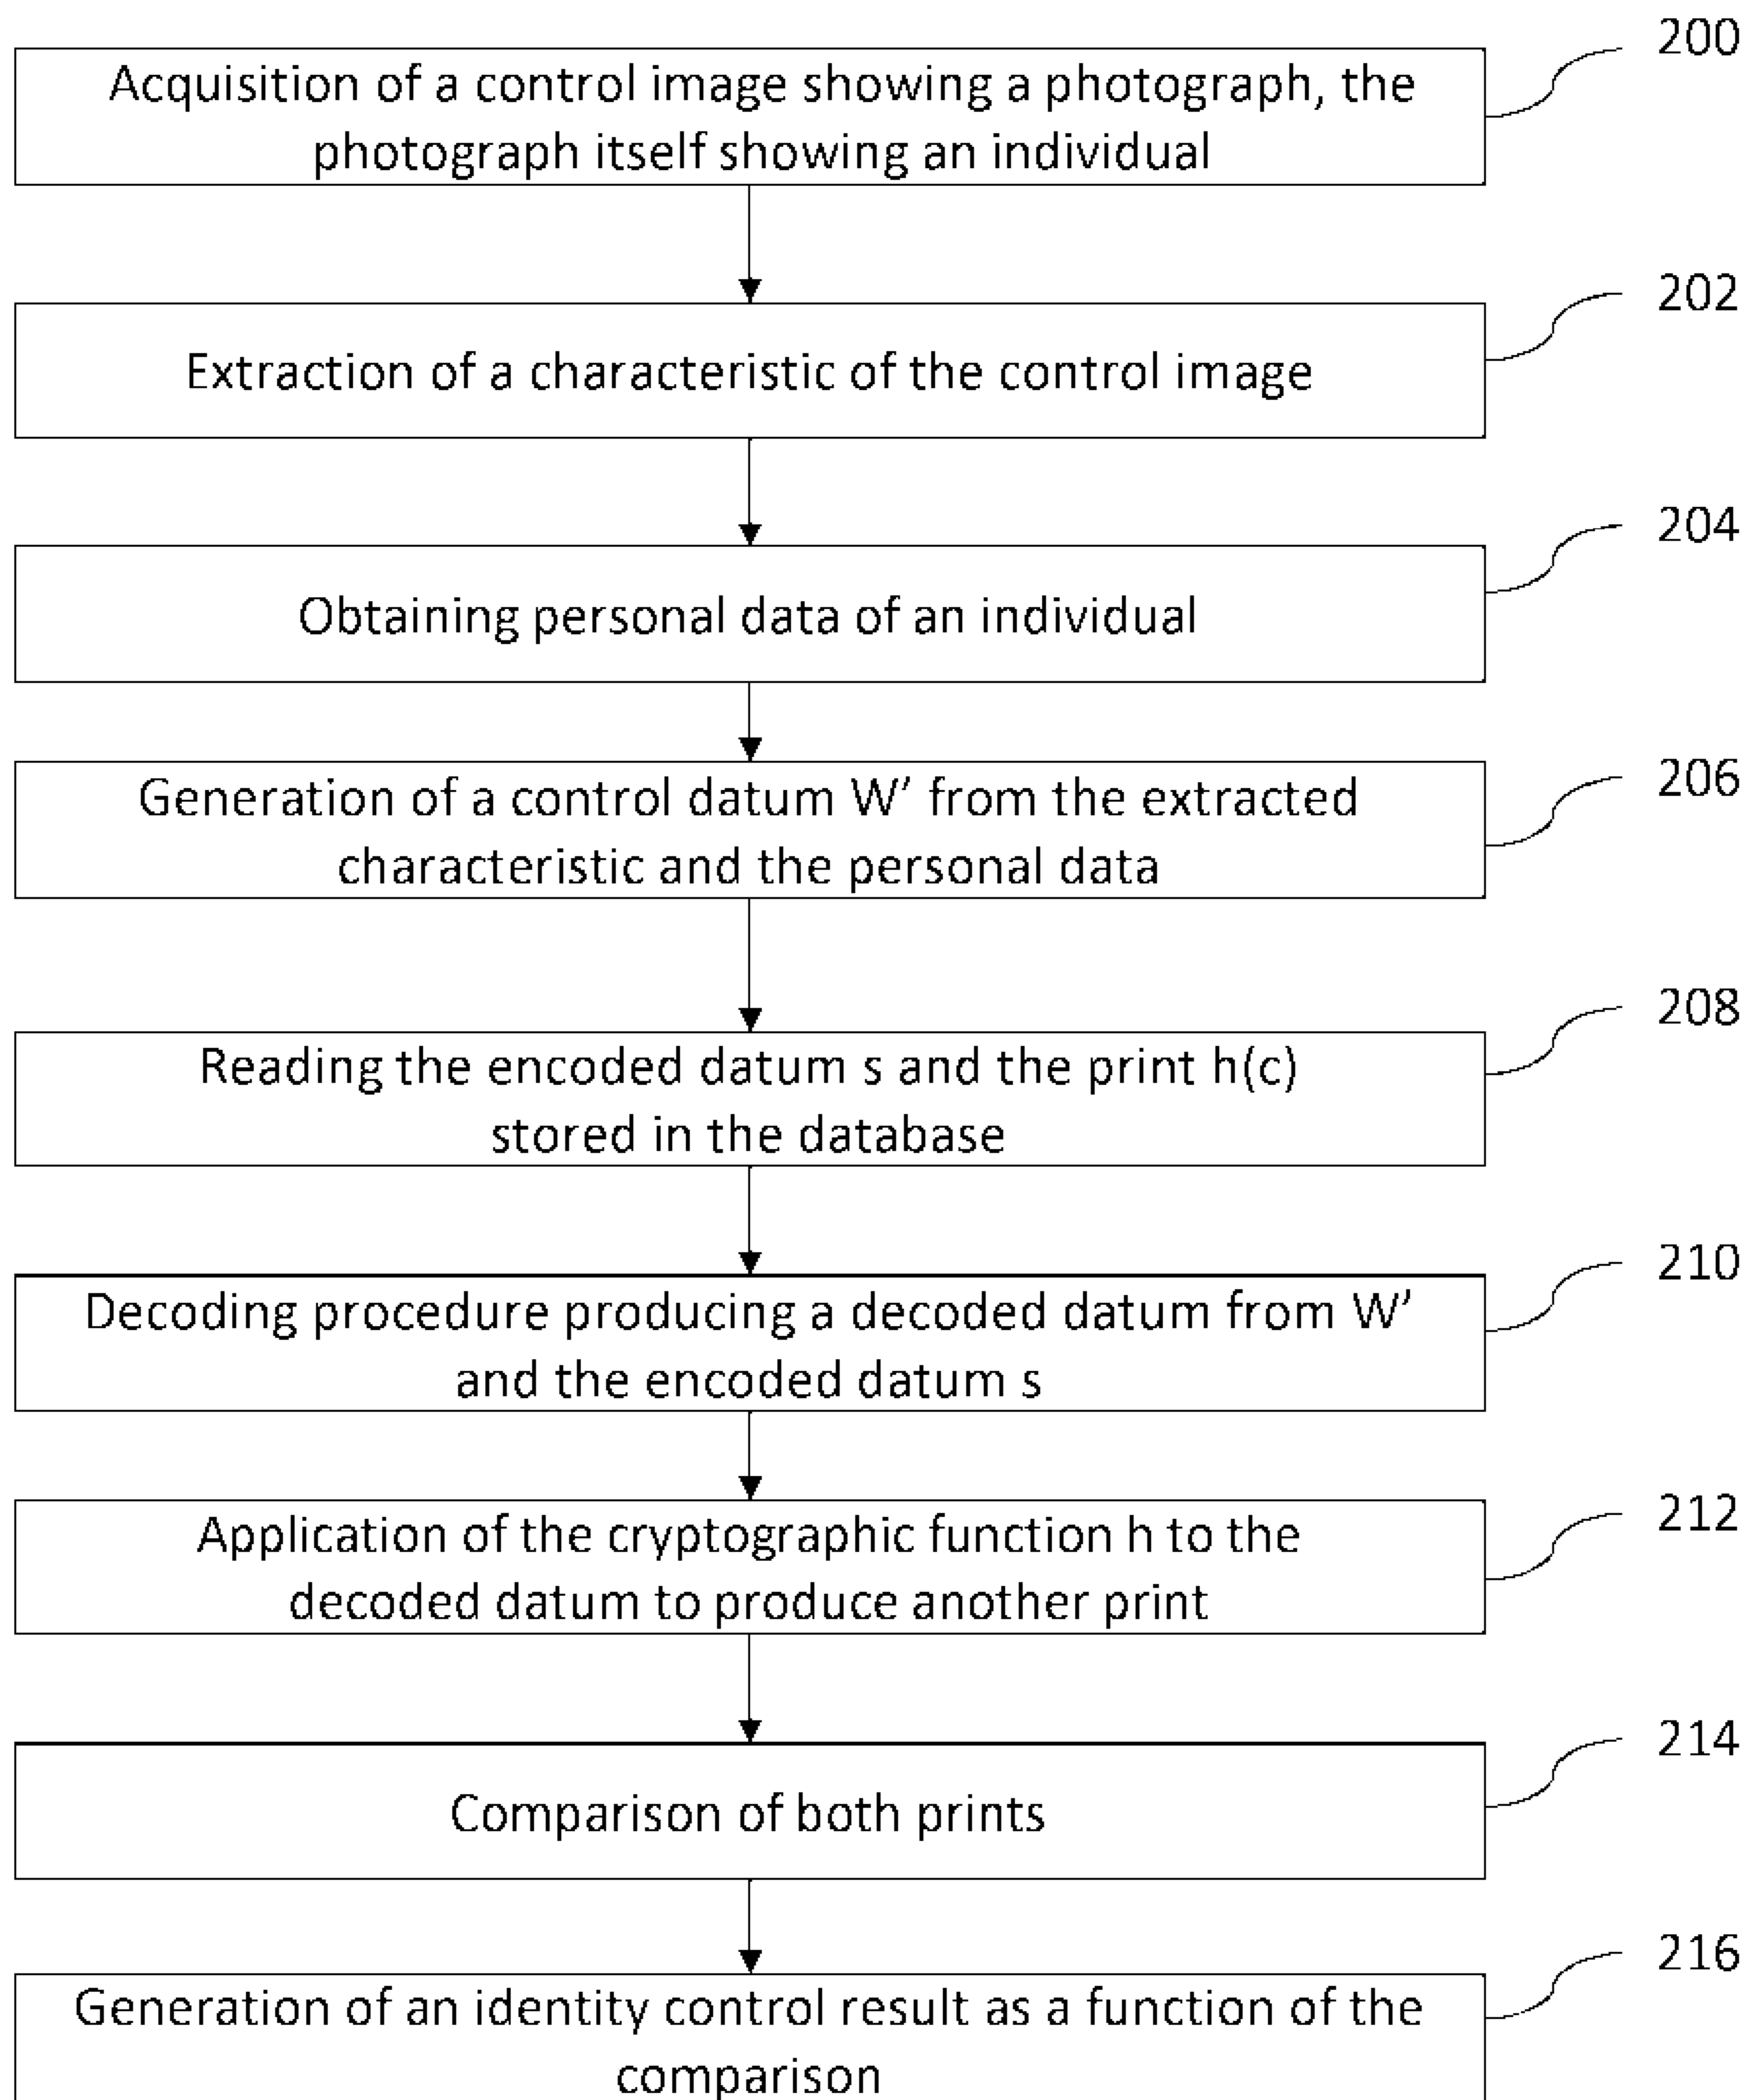 200
Acquisition of a control image showing a photograph, the
photograph itself showing an individual
202
Extraction of a characteristic of the control image
204
Obtaining personal data of an individual
206
Generation of a control datum W’ from the extracted
characteristic and the personal data
208
Reading the encoded datum s and the print h(c)
stored in the database
210
Decoding procedure producing a decoded datum from W’
and the encoded datum s
212
Application of the cryptographic function h to the
decoded datum to produce another print
214
Comparison of both prints
216
Generation of an identity control result as a function of the
comparison